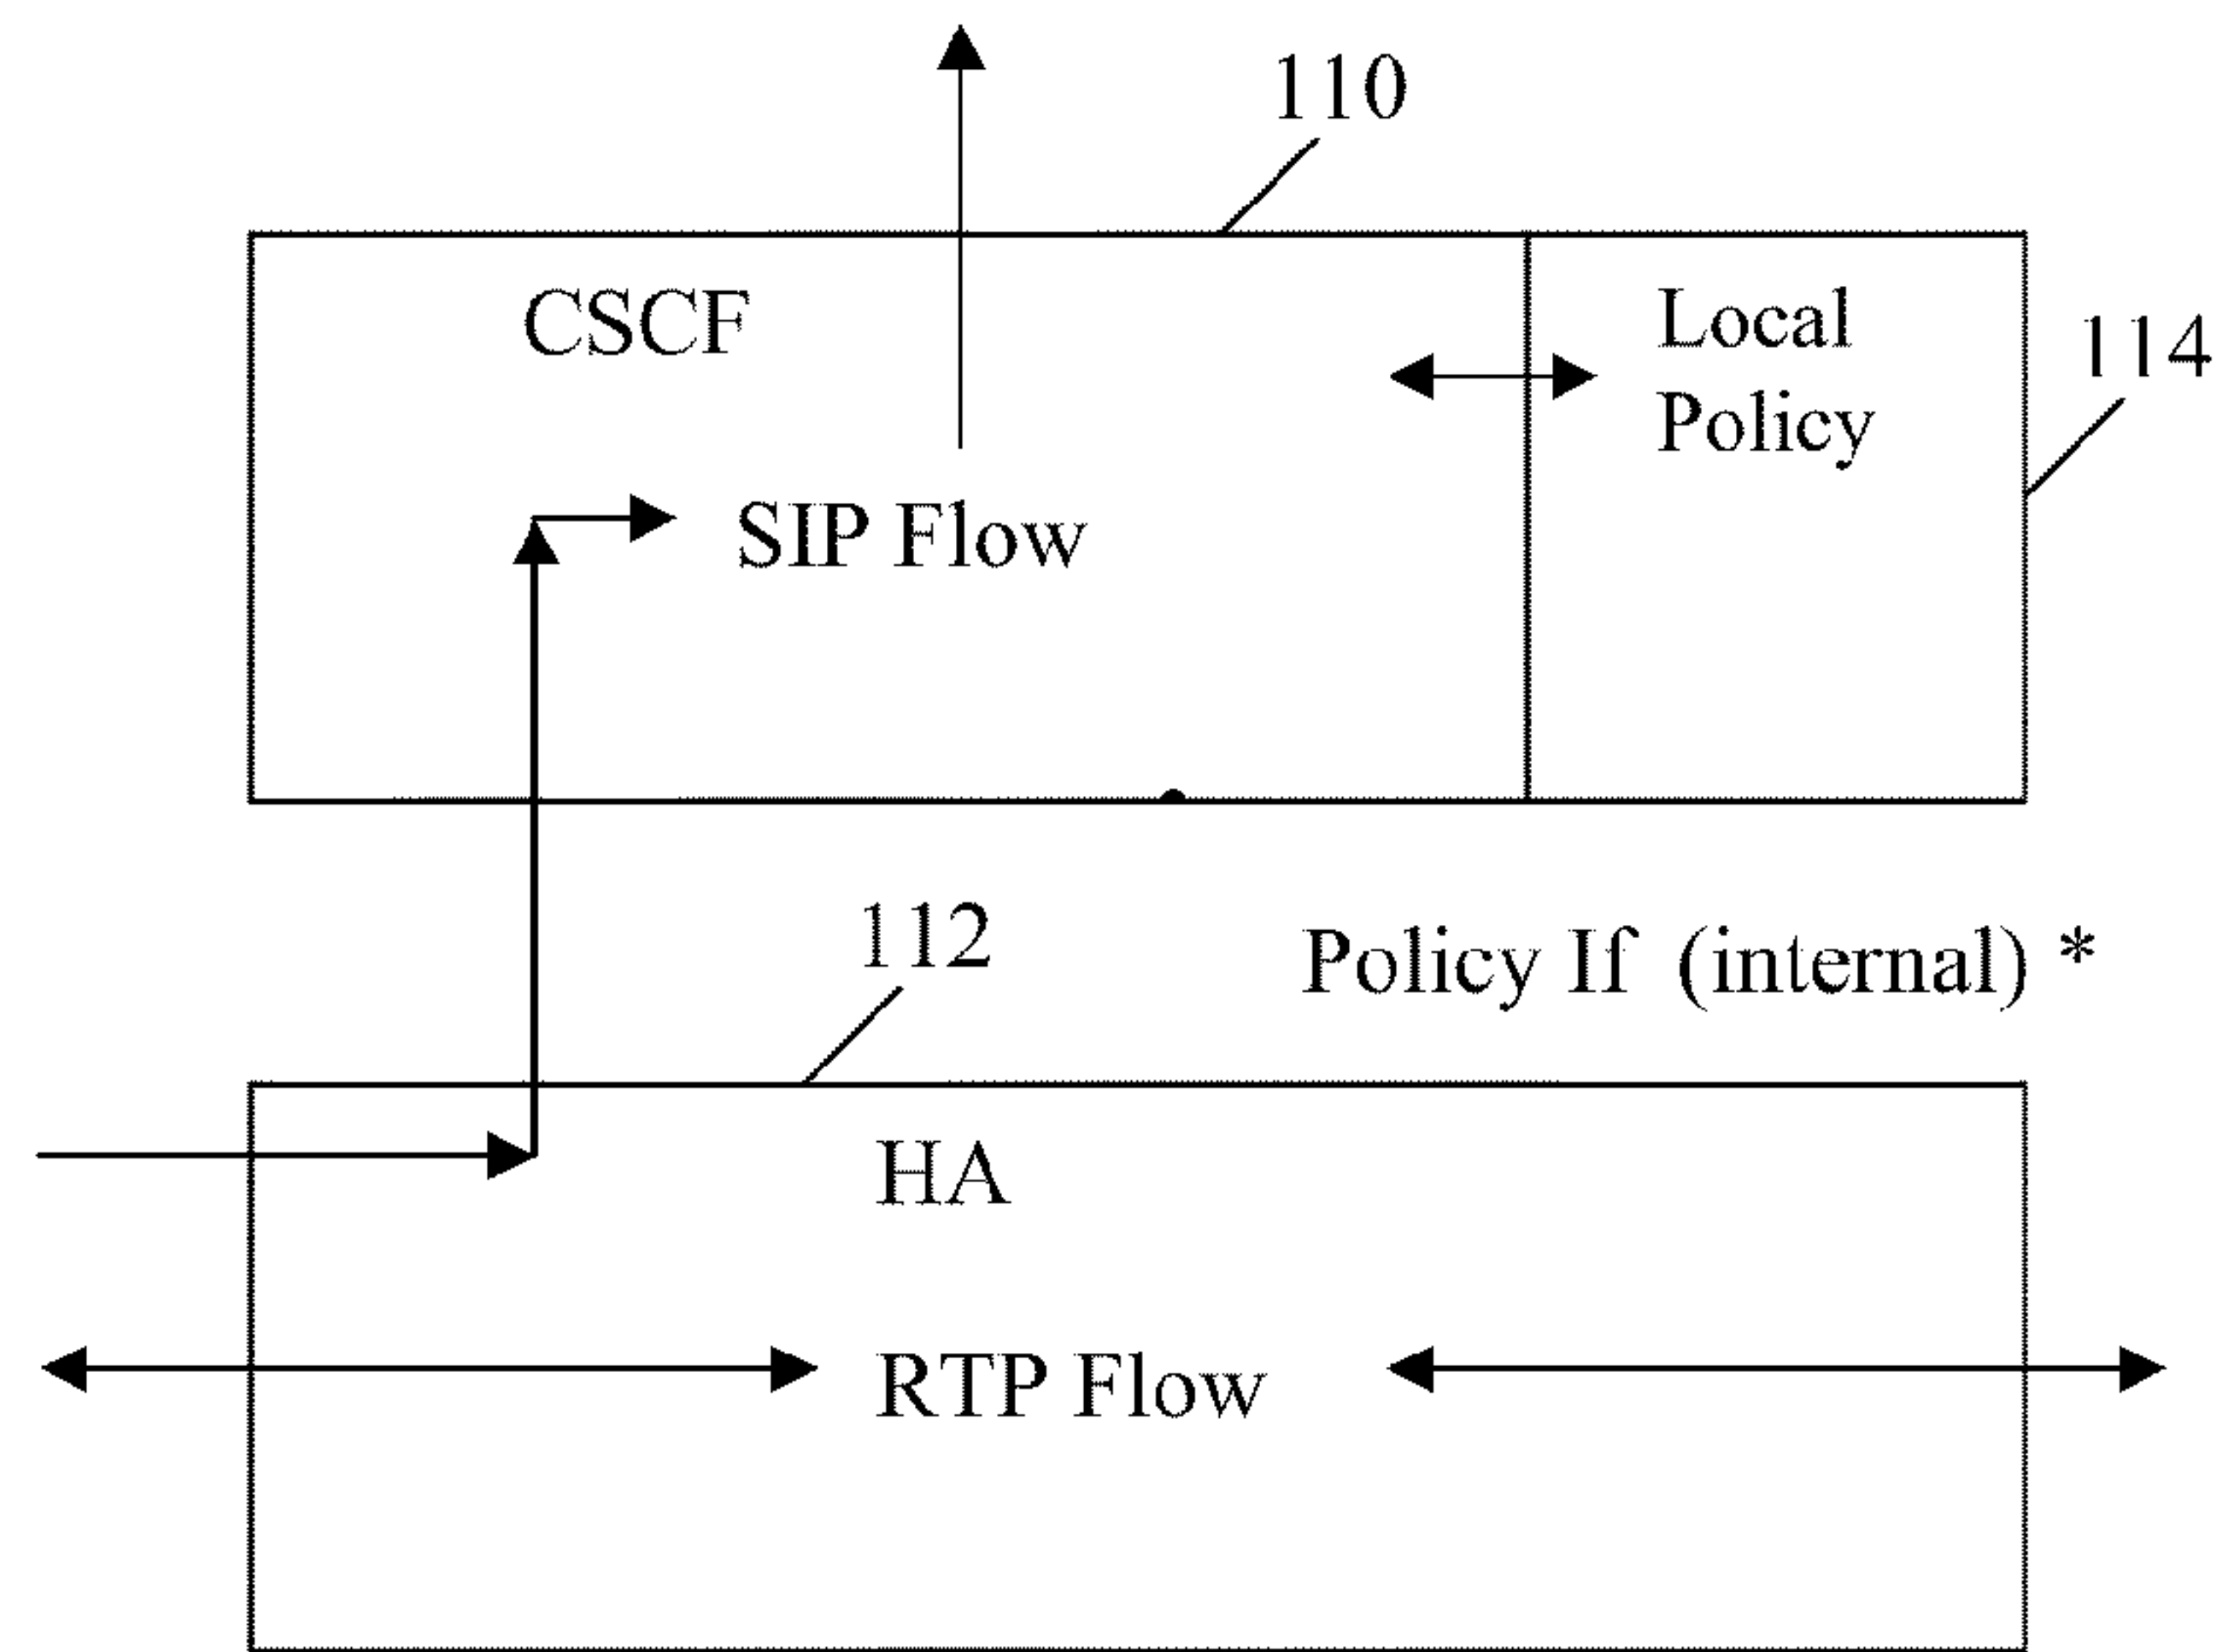 110
CSCF
Local
Policy
114
SIP Flow
112
Policy If (internal) *
HA
RTP Flow